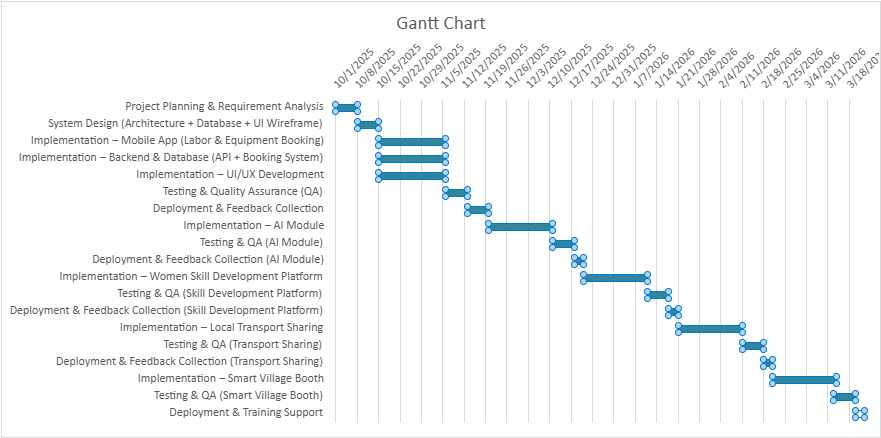 Gantt Chart
10/1/2025
10/8/2025
10/15/2025
10/22/2025
10/29/2025
11/5/2025
11/12/2025
11/19/2025
11/26/2025
12/3/2025
12/10/2025
12/17/2025
12/24/2025
12/31/2025
1/7/2026
1/14/2026
1/21/2026
1/28/2026
2/4/2026
2/11/2026
2/18/2026
2/25/2026
3/4/2026
3/11/2026
Project Planning & Requirement Analysis
System Design (Architecture + Database + UI Wireframe)
Implementation – Mobile App (Labor & Equipment Booking)
Implementation – Backend & Database (API + Booking System)
Implementation – UI/UX Development
Testing & Quality Assurance (QA)
Deployment & Feedback Collection
Implementation – AI Module
Testing & QA (AI Module)
Deployment & Feedback Collection (AI Module)
Implementation – Women Skill Development Platform
Testing & QA (Skill Development Platform)
Deployment & Feedback Collection (Skill Development Platform)
Implementation – Local Transport Sharing
Testing & QA (Transport Sharing)
Deployment & Feedback Collection (Transport Sharing)
Implementation – Smart Village Booth
Testing & QA (Smart Village Booth)
Deployment & Training Support